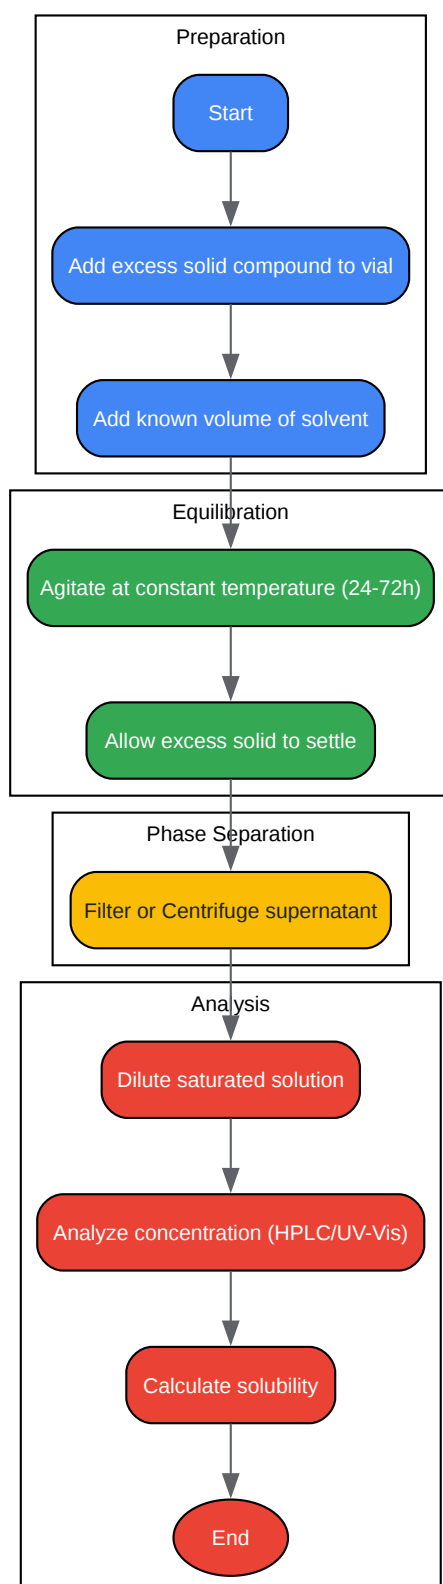 Preparation
Start
Add excess solid compound to vial
Add known volume of solvent
Equilibration
Agitate at constant temperature (24-72h)
Allow excess solid to settle
Phase Separation
Filter or Centrifuge supernatant
Analysis
Dilute saturated solution
Analyze concentration (HPLC/UV-Vis)
Calculate solubility
End